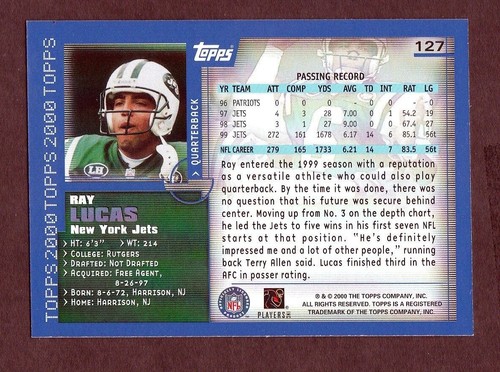 TOPPS 2000 TOPPS 2000 TOPPS
Topps
127
QUARTERBACK
LH
RAY
LUCAS
New York Jets
HT: 6'3" WT: 214
COLLEGE: RUTGERS
DRAFTED: NOT DRAFTED
ACQUIRED: FREE AGENT,
8-26-97
BORN: 8-6-72, HARRISON, NJ
HOME: HARRISON, NJ
PASSING RECORD
YR TEAM ATT COMP YDS AVG TD INT RAT LG
96 PATRIOTS 0 0 0 - 0 0 - 0
97 JETS 4 3 28 7.00 0 1 54.2 19
98 JETS 3 1 27 9.00 0 0 67.4 27
99 JETS 272 161 1678 6.17 14 6 85.1 56t
NFL CAREER 279 165 1733 6.21 14 7 83.5 56t
Ray entered the 1999 season with a reputation
as a versatile athlete who could also play
quarterback. By the time it was done, there was
no question that his future was secure behind
center. Moving up from No. 3 on the depth chart,
he led the Jets to five wins in his first seven NFL
starts at that position. "He's definitely
impressed me and a lot of other people," running
back Terry Allen said. Lucas finished third in the
AFC in passer rating.
NFL
PLAYERS INC
® & © 2000 THE TOPPS COMPANY, INC.
ALL RIGHTS RESERVED. TOPPS IS A REGISTERED
TRADEMARK OF THE TOPPS COMPANY, INC.